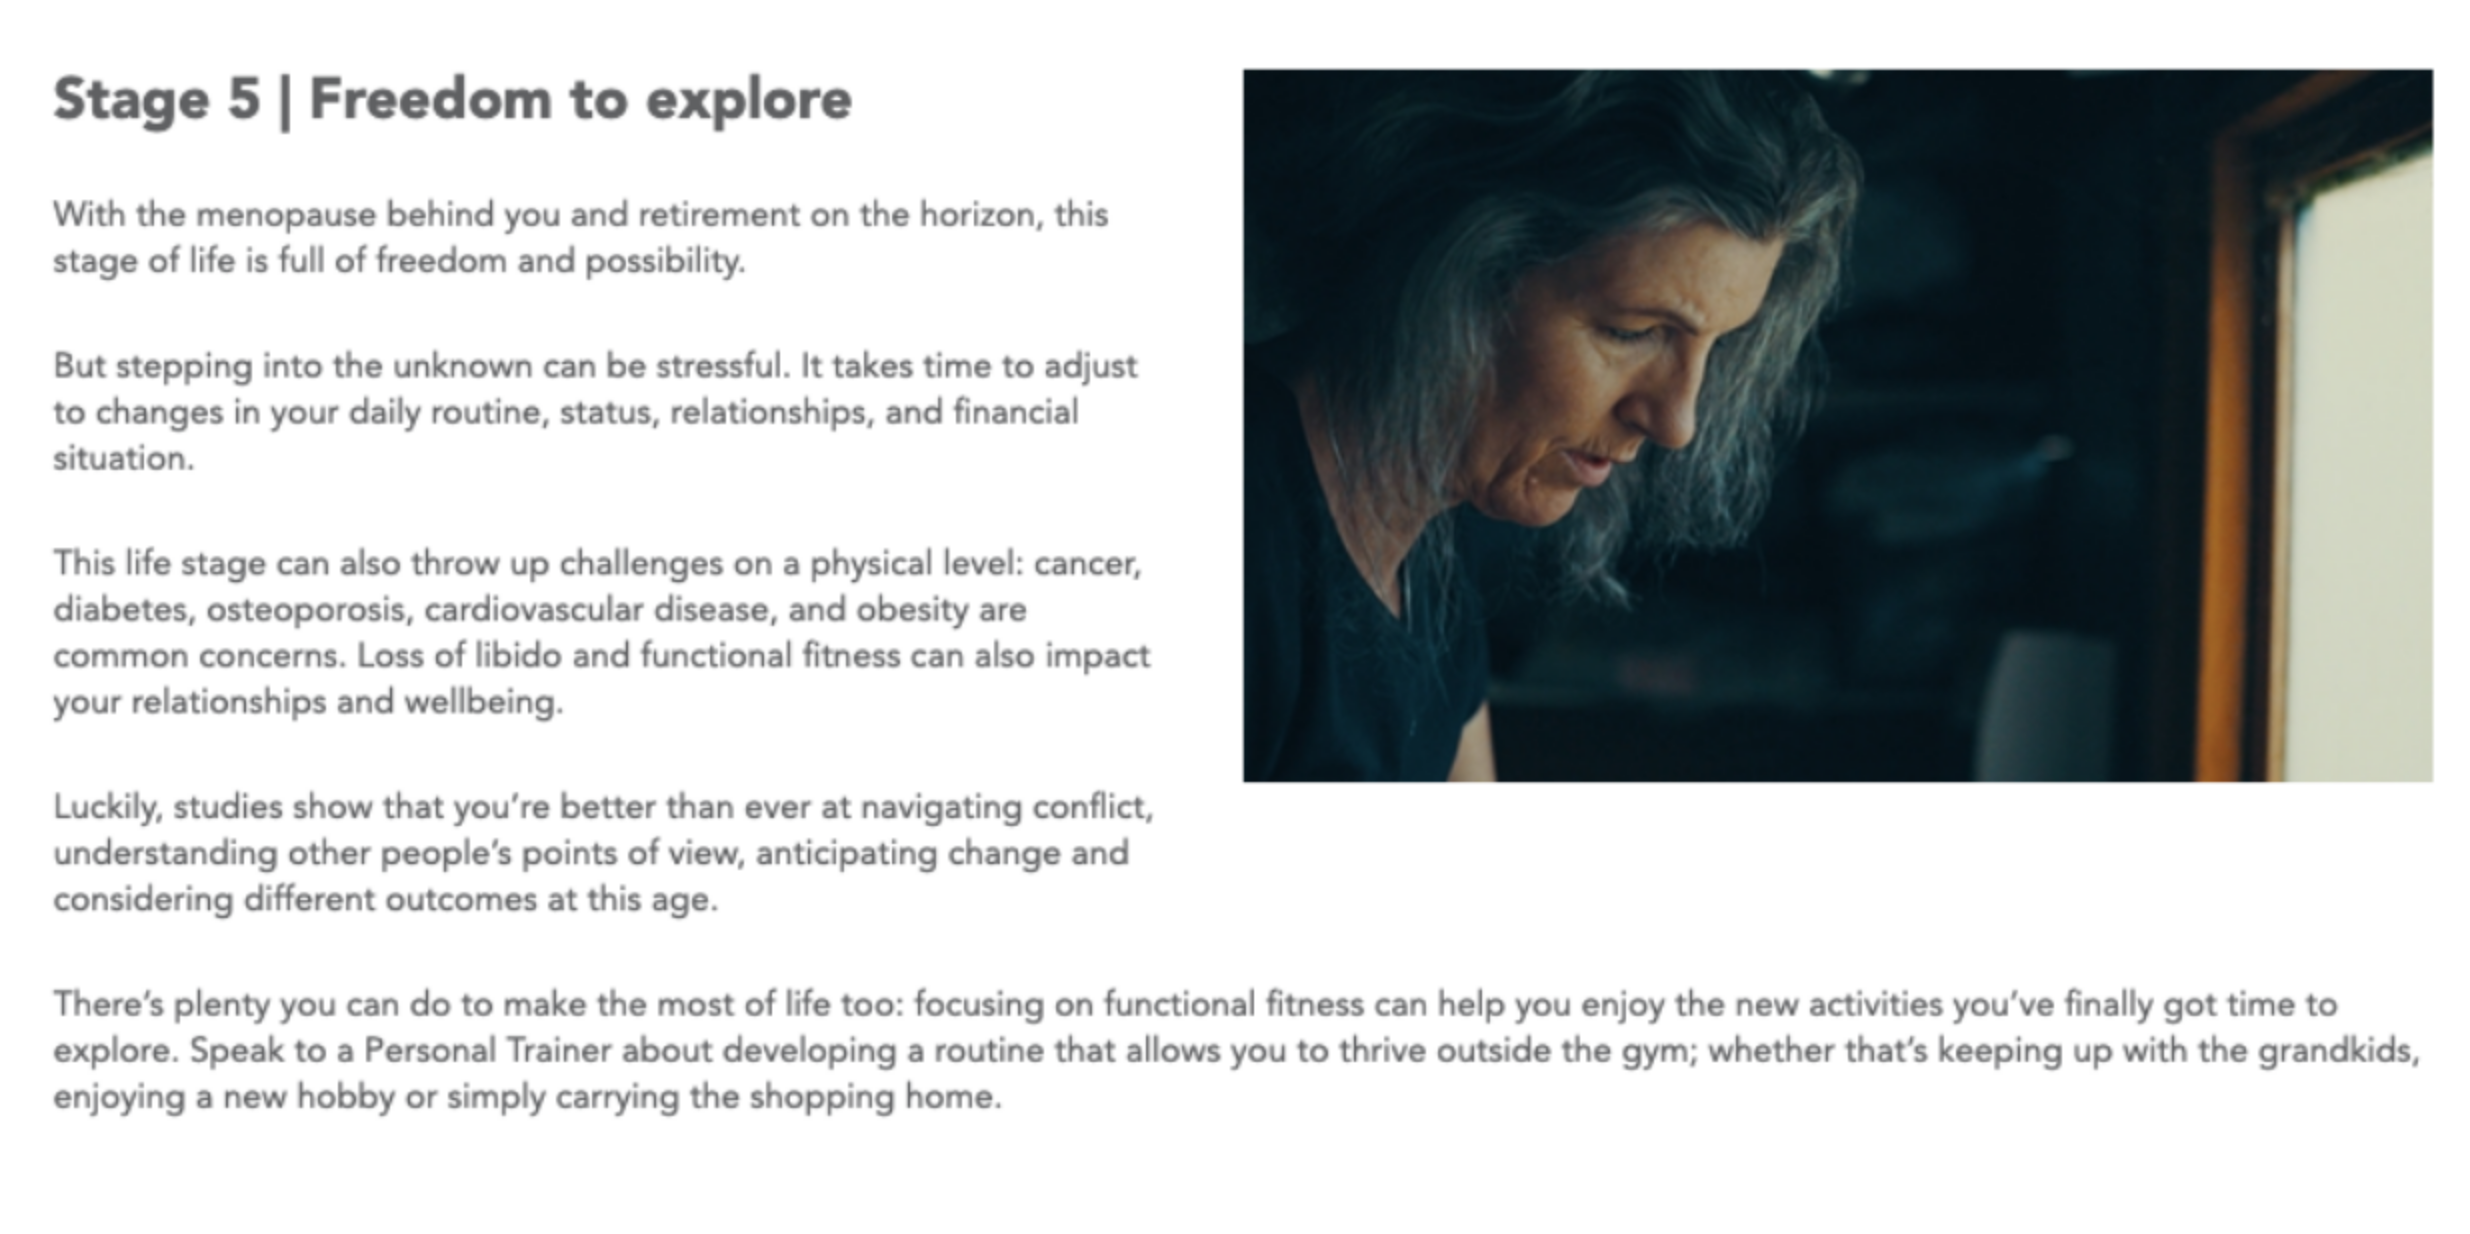 Stage 5 | Freedom to explore
With the menopause behind you and retirement on the horizon, this
stage of life is full of freedom and possibility.
But stepping into the unknown can be stressful. It takes time to adjust
to changes in your daily routine, status, relationships, and financial
situation.
This life stage can also throw up challenges on a physical level: cancer,
diabetes, osteoporosis, cardiovascular disease, and obesity are
common concerns. Loss of libido and functional fitness can also impact
your relationships and wellbeing.
Luckily, studies show that you’re better than ever at navigating conflict,
understanding other people’s points of view, anticipating change and
considering different outcomes at this age.
There’s plenty you can do to make the most of life too: focusing on functional fitness can help you enjoy the new activities you’ve finally got time to
explore. Speak to a Personal Trainer about developing a routine that allows you to thrive outside the gym; whether that’s keeping up with the grandkids,
enjoying a new hobby or simply carrying the shopping home.